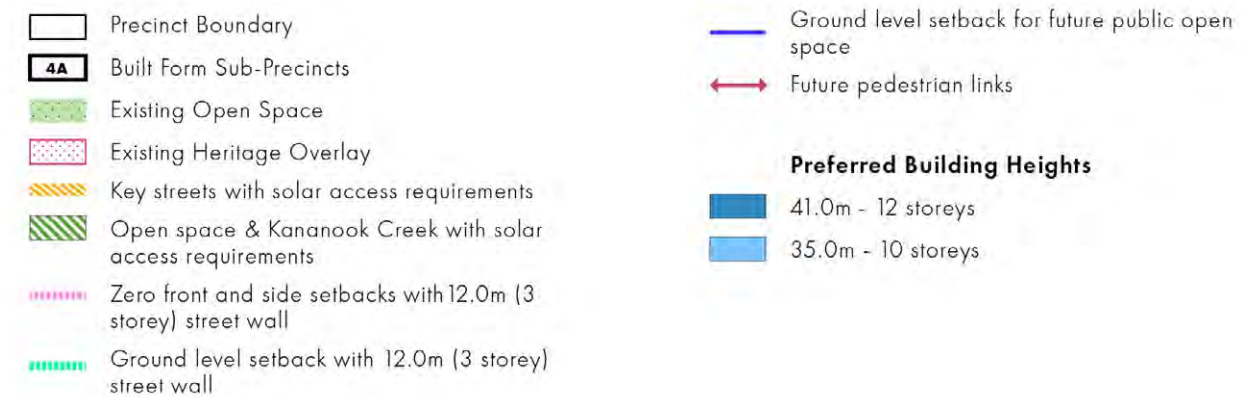 Precinct Boundary
4A Built Form Sub-Precincts
Existing Open Space
Existing Heritage Overlay
Key streets with solar access requirements
Open space & Kananook Creek with solar
access requirements
Zero front and side setbacks with 12.0m (3
storey) street wall
Ground level setback with 12.0m (3 storey)
street wall
Ground level setback for future public open
space
Future pedestrian links
Preferred Building Heights
41.0m - 12 storeys
35.0m - 10 storeys